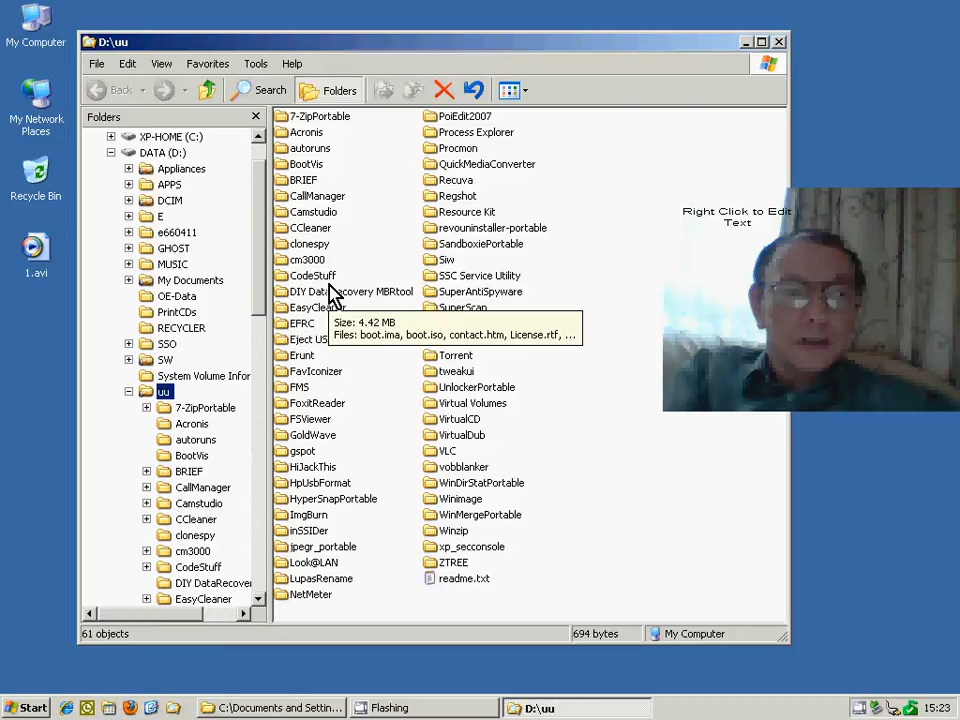 My Computer
My Network
Places
Recycle Bin
1.avi
D:\uu
File Edit View Favorites Tools Help
Back Search Folders
Folders
XP-HOME (C:)
DATA (D:)
Appliances
APPS
DCIM
E
e660411
GHOST
MUSIC
My Documents
OE-Data
PrintCDs
RECYCLER
SSO
SW
System Volume Infor
uu
7-ZipPortable
Acronis
autoruns
BootVis
BRIEF
CallManager
Camstudio
CCleaner
clonespy
cm3000
CodeStuff
DIY DataRecover
EasyCleaner
7-ZipPortable
Acronis
autoruns
BootVis
BRIEF
CallManager
Camstudio
CCleaner
clonespy
cm3000
CodeStuff
DIY DataRecovery MBRtool
EasyCleaner
EFRC
Eject US
Erunt
FavIconizer
FMS
FoxitReader
FSViewer
GoldWave
gspot
HiJackThis
HpUsbFormat
HyperSnapPortable
ImgBurn
inSSIDer
jpegr_portable
Look@LAN
LupasRename
NetMeter
PoiEdit2007
Process Explorer
Procmon
QuickMediaConverter
Recuva
Regshot
Resource Kit
revouninstaller-portable
SandboxiePortable
Siw
SSC Service Utility
SuperAntiSpyware
SuperScan
Torrent
tweakui
UnlockerPortable
Virtual Volumes
VirtualCD
VirtualDub
VLC
vobblanker
WinDirStatPortable
Winimage
WinMergePortable
Winzip
xp_secconsole
ZTREE
readme.txt
Size: 4.42 MB
Files: boot.ima, boot.iso, contact.htm, License.rtf, ...
Right Click to Edit
Text
61 objects 694 bytes My Computer
Start C:\Documents and Settin... Flashing D:\uu 15:23